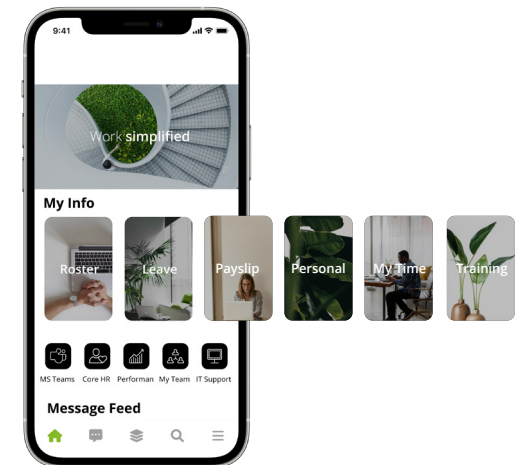 9:41
Work simplified
My Info
Roster Leave Payslip Personal My Time Training
MS Teams Core HR Performan My Team IT Support
Message Feed